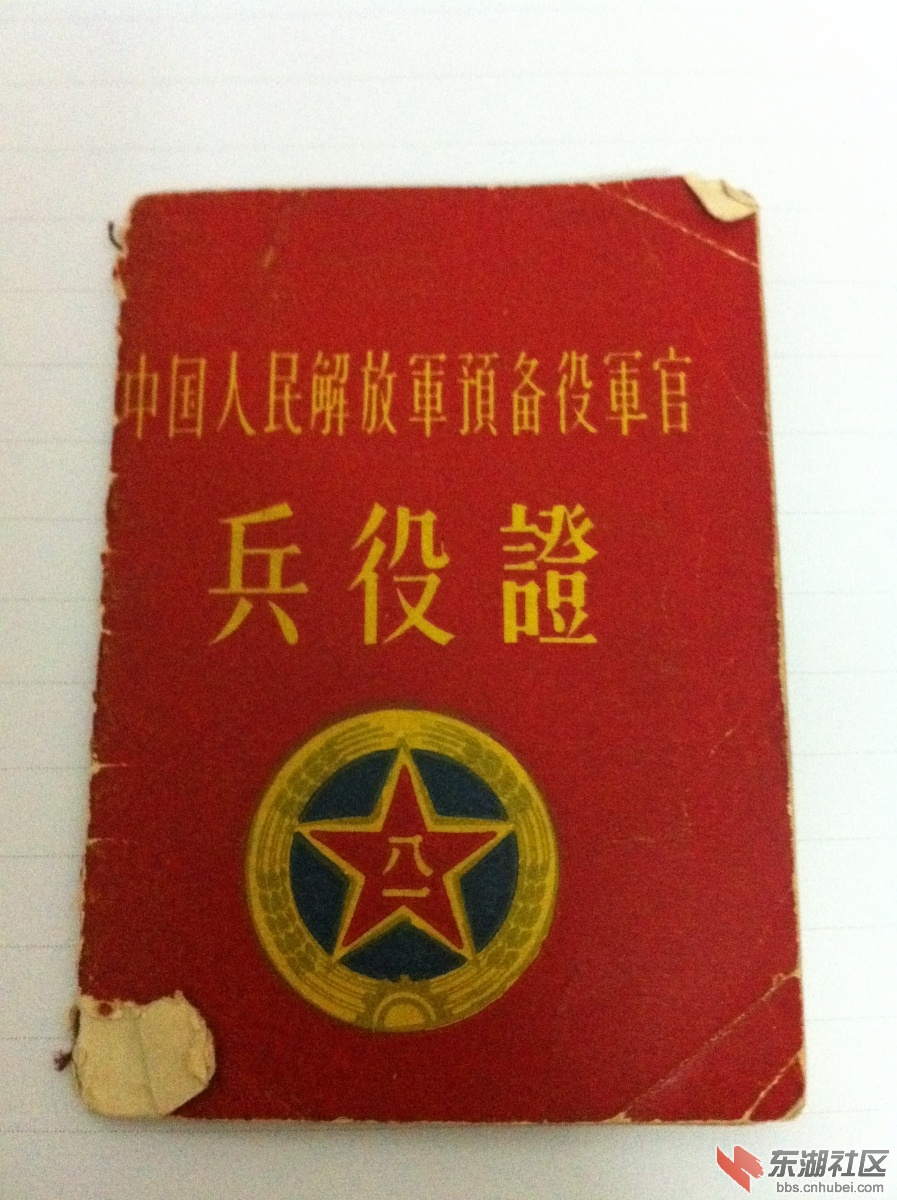 中国人民解放軍預备役軍官
兵役證
八一
东湖社区
bbs.cnhubei.com